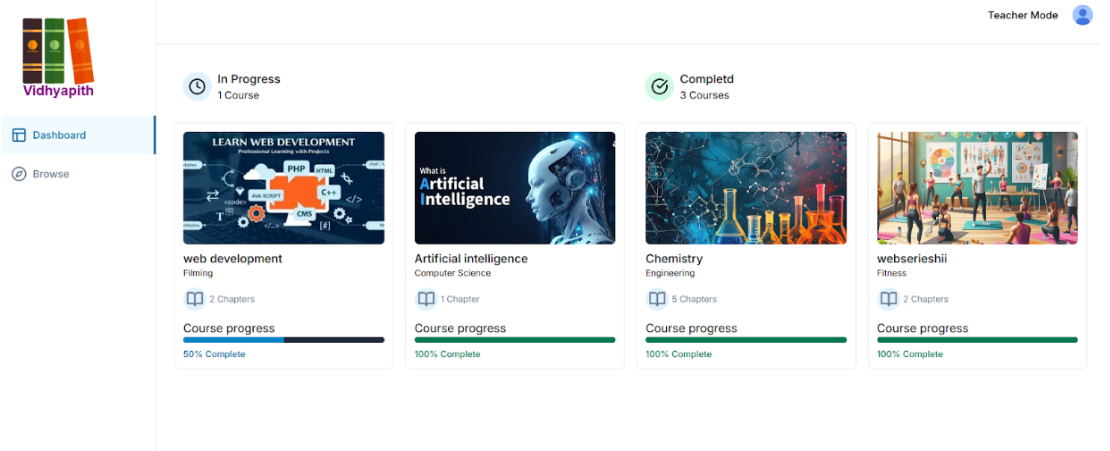 Teacher Mode
Vidhyapith
Dashboard
Browse
In Progress
1 Course
Completd
3 Courses
LEARN WEB DEVELOPMENT
Professional Learning with Projects
PHP
HTML
AVA SCRIPT
C++
<code>
</>
CMS
[#]
web development
Filming
2 Chapters
Course progress
50% Complete
What is
Artificial
Intelligence
Artificial intelligence
Computer Science
1 Chapter
Course progress
100% Complete
Chemistry
Engineering
5 Chapters
Course progress
100% Complete
webserieshii
Fitness
2 Chapters
Course progress
100% Complete